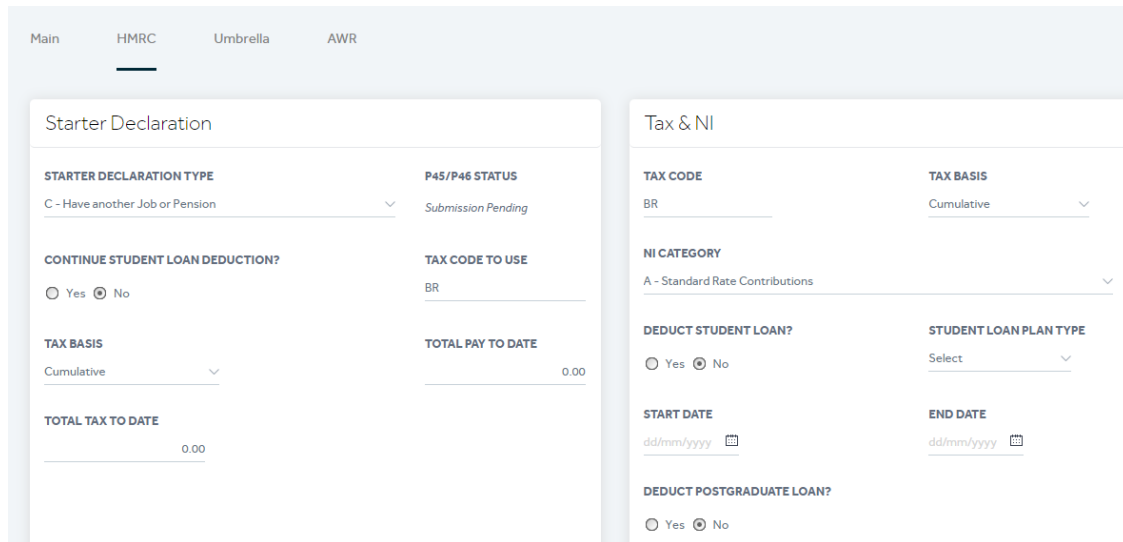 Main HMRC Umbrella AWR
Starter Declaration
STARTER DECLARATION TYPE P45/P46 STATUS
C - Have another Job or Pension Submission Pending
CONTINUE STUDENT LOAN DEDUCTION? TAX CODE TO USE
Yes No BR
TAX BASIS TOTAL PAY TO DATE
Cumulative 0.00
TOTAL TAX TO DATE
0.00
Tax & NI
TAX CODE TAX BASIS
BR Cumulative
NI CATEGORY
A - Standard Rate Contributions
DEDUCT STUDENT LOAN? STUDENT LOAN PLAN TYPE
Yes No Select
START DATE END DATE
dd/mm/yyyy dd/mm/yyyy
DEDUCT POSTGRADUATE LOAN?
Yes No